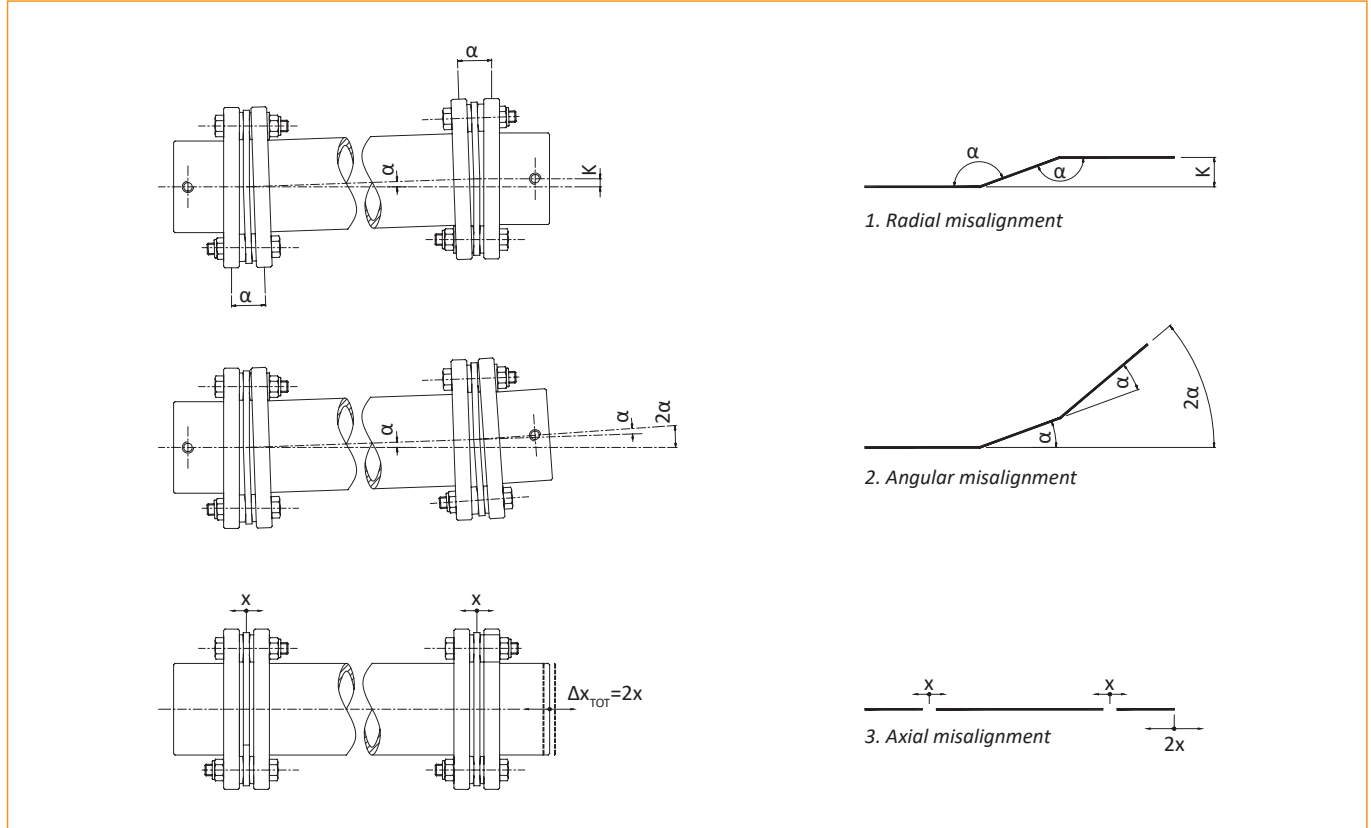 α
α
K
α
α
α
K
1. Radial misalignment
α
α
2α
α
α
2α
2. Angular misalignment
x
x
Δx_TOT=2x
x
x
3. Axial misalignment
2x